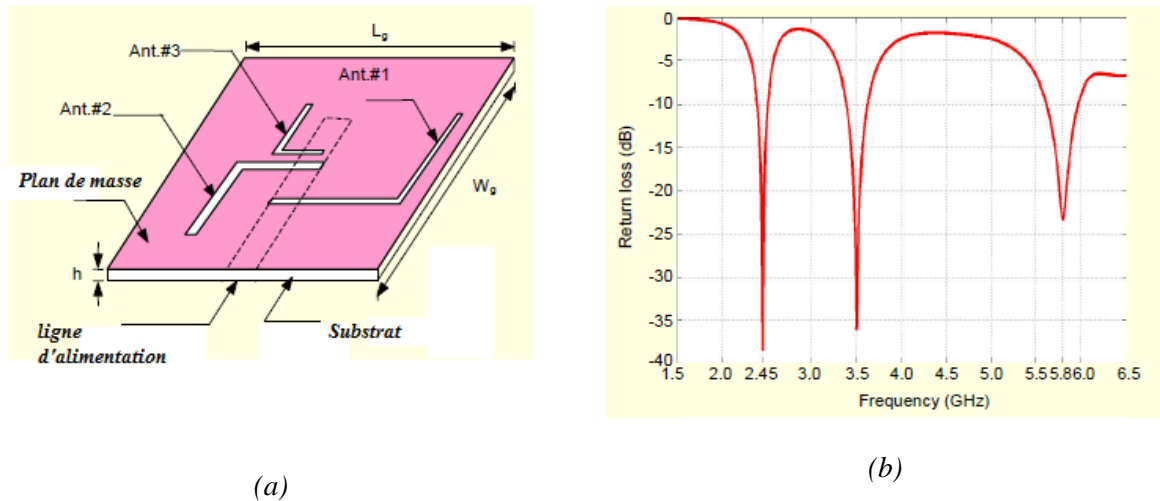 L₉
Ant.#3
Ant.#1
Ant.#2
Plan de masse
W₉
h
ligne
d'alimentation
Substrat
(a)
Return loss (dB)
0
-5
-10
-15
-20
-25
-30
-35
-40
1.5 2.0 2.45 3.0 3.5 4.0 4.5 5.0 5.5 5.8 6.0 6.5
Frequency (GHz)
(b)